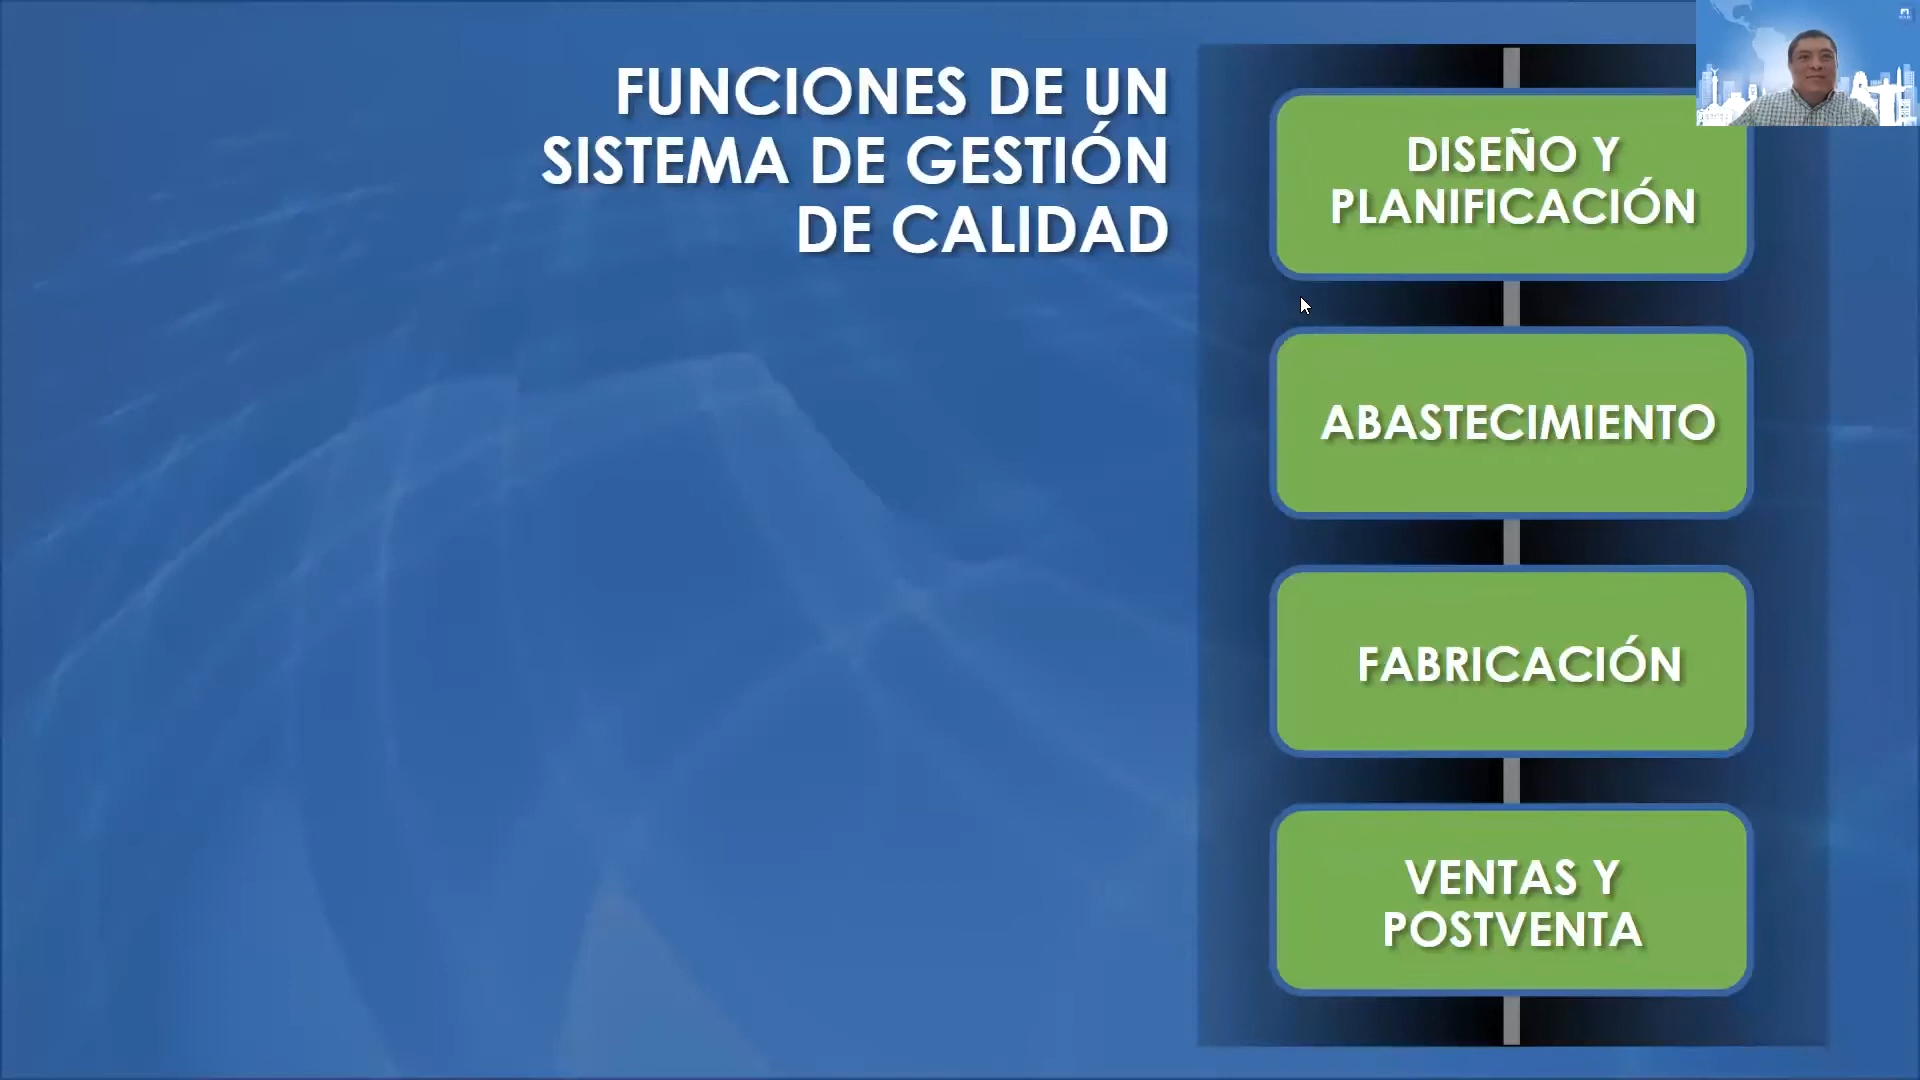 FUNCIONES DE UN
SISTEMA DE GESTIÓN
DE CALIDAD
DISEÑO Y
PLANIFICACIÓN
ABASTECIMIENTO
FABRICACIÓN
VENTAS Y
POSTVENTA